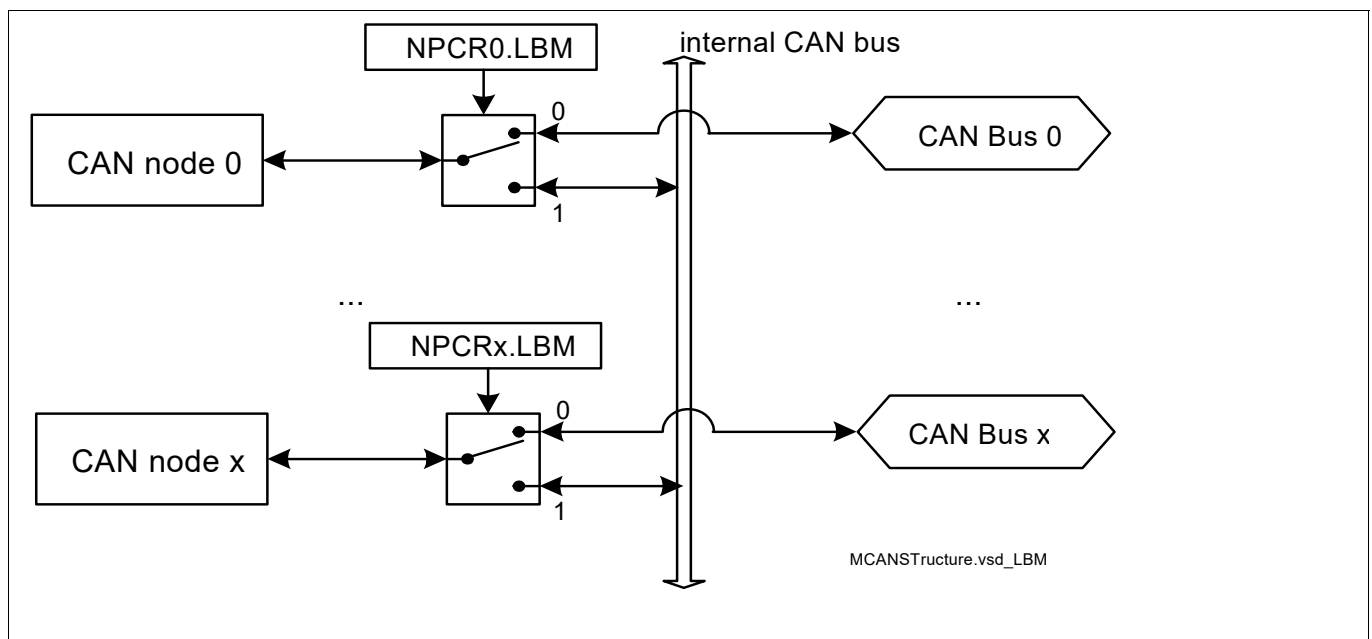 NPCR0.LBM
internal CAN bus
0
CAN node 0
CAN Bus 0
1
...
...
NPCRx.LBM
0
CAN node x
CAN Bus x
1
MCANSTructure.vsd_LBM